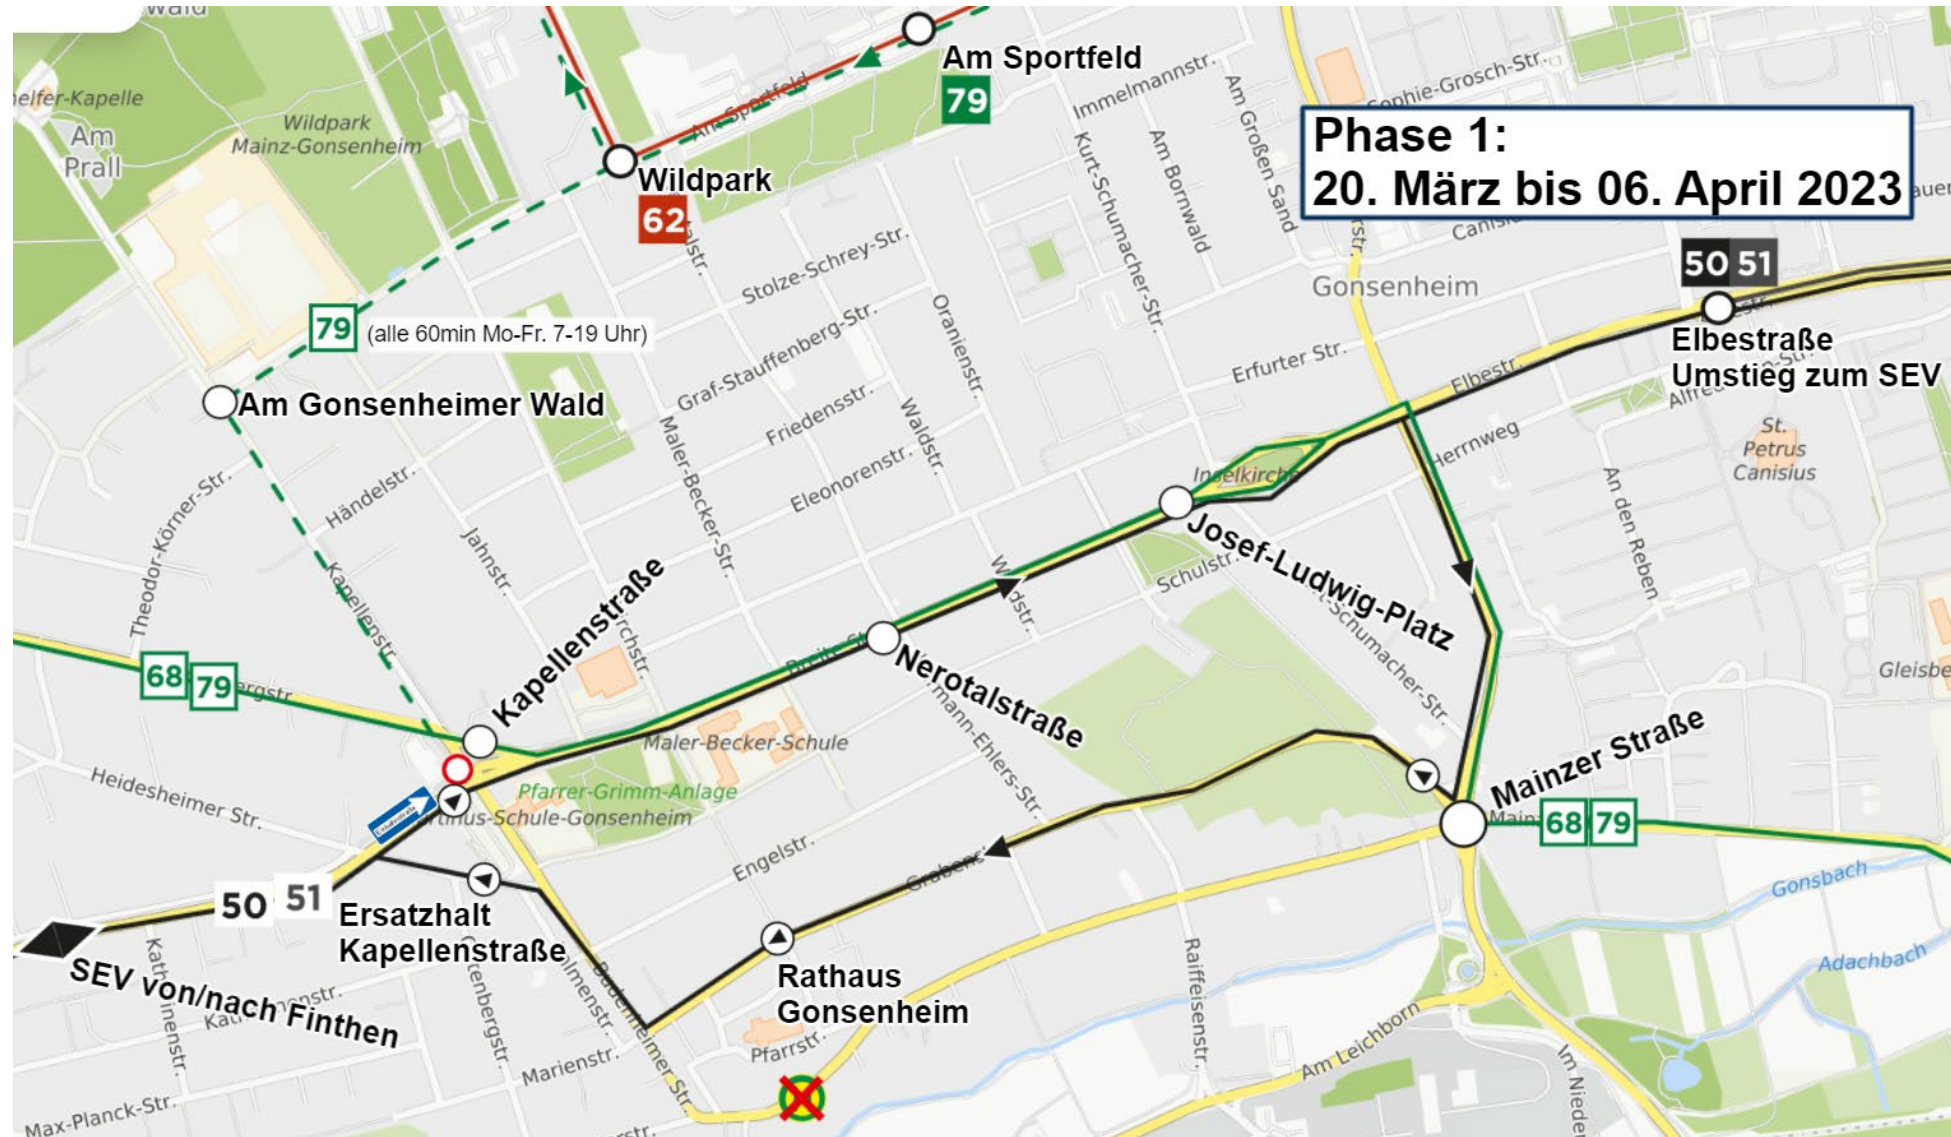 Am Sportfeld
79
Am Sportfeld
Immelmannstr.
Am Großen Sand
Sophie-Grosch-Str.
Phase 1:
20. März bis 06. April 2023
elfer-Kapelle
Am
Prall
Wildpark
Mainz-Gonsenheim
Wildpark
62
Kurt-Schumacher-Str.
Am Bornwald
Gonsenheim
50 51
Elbestraße
Umstieg zum SEV
Stolze-Schrey-Str.
Graf-Stauffenberg-Str.
Oranienstr.
79 (alle 60min Mo-Fr. 7-19 Uhr)
Am Gonsenheimer Wald
Friedensstr.
Waldstr.
Eleonorenstr.
Maler-Becker-Str.
Erfurter Str.
Elbestr.
Herrnweg
St.
Petrus
Canisius
An den Reben
Inselkirche
Josef-Ludwig-Platz
Schulstr.
Theodor-Körner-Str.
Händelstr.
Jahnstr.
Kapellenstr.
Kapellenstraße
Nerotalstraße
68 79
Maler-Becker-Schule
Pfarrer-Grimm-Anlage
Heidesheimer Str.
Engelstr.
Mainzer Straße
68 79
Gonsbach
Adachbach
50 51
Ersatzhalt
Kapellenstraße
SEV von/nach Finthen
Rathaus
Gonsenheim
Raiffeisenstr.
Am Leichborn
Pfarrstr.
Marienstr.
Budenheimer Str.
Max-Planck-Str.